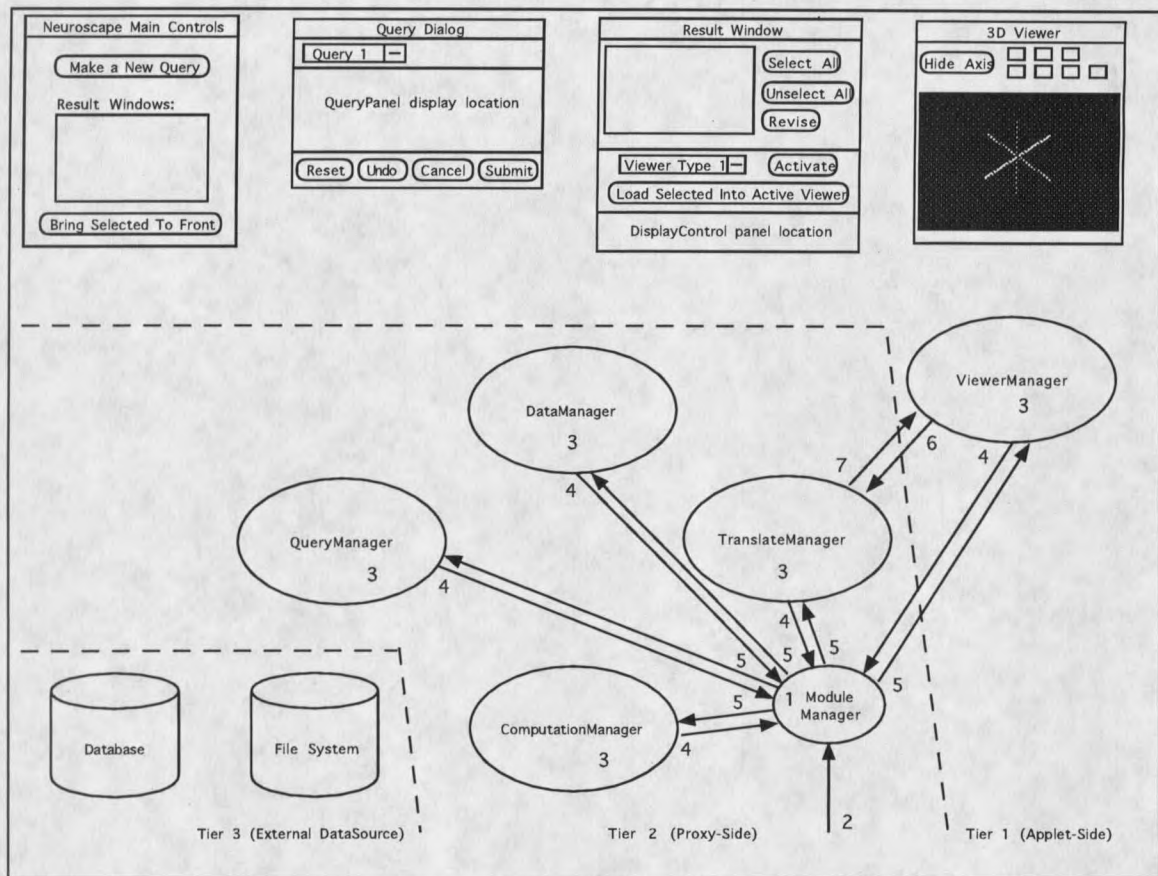 Neuroscape Main Controls
Make a New Query
Result Windows:
Bring Selected To Front
Query Dialog
Query 1
QueryPanel display location
Reset Undo Cancel Submit
Result Window
Select All
Unselect All
Revise
Viewer Type 1 Activate
Load Selected Into Active Viewer
DisplayControl panel location
3D Viewer
Hide Axis
ViewerManager
3
DataManager
3
7
6
4
4
QueryManager
3
TranslateManager
3
4
4
5
5
5
5
5
1
Module
Manager
ComputationManager
3
4
Database
File System
2
Tier 3 (External DataSource)
Tier 2 (Proxy-Side)
Tier 1 (Applet-Side)